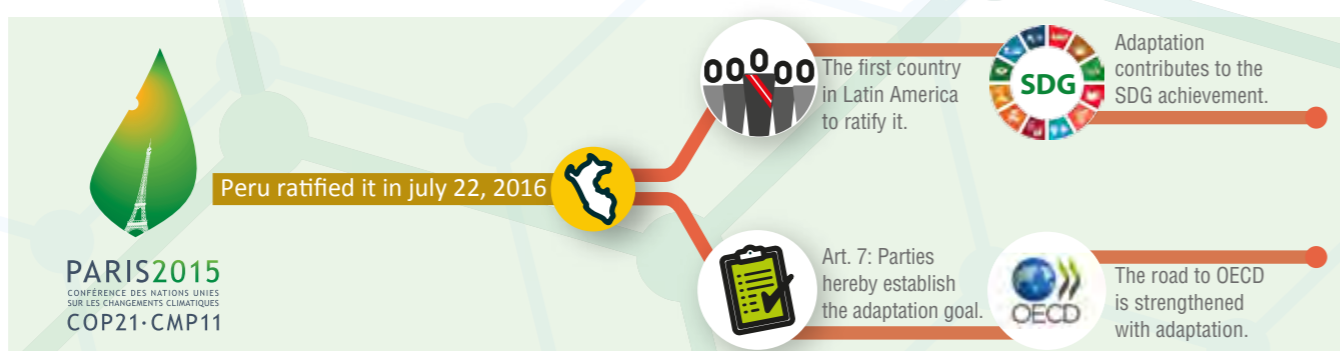 PARIS2015
CONFÉRENCE DES NATIONS UNIES
SUR LES CHANGEMENTS CLIMATIQUES
COP21·CMP11
Peru ratified it in july 22, 2016
The first country
in Latin America
to ratify it.
SDG
Adaptation
contributes to the
SDG achievement.
Art. 7: Parties
hereby establish
the adaptation goal.
OECD
The road to OECD
is strengthened
with adaptation.